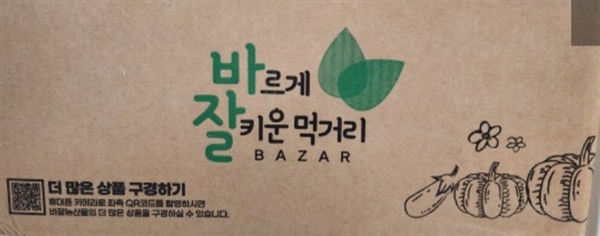 바르게
잘키운먹거리
BAZAR
더 많은 상품 구경하기
휴대폰 카메라로 좌측 QR코드를 촬영하시면
바잘농산물의 더 많은 상품을 구경하실 수 있습니다.